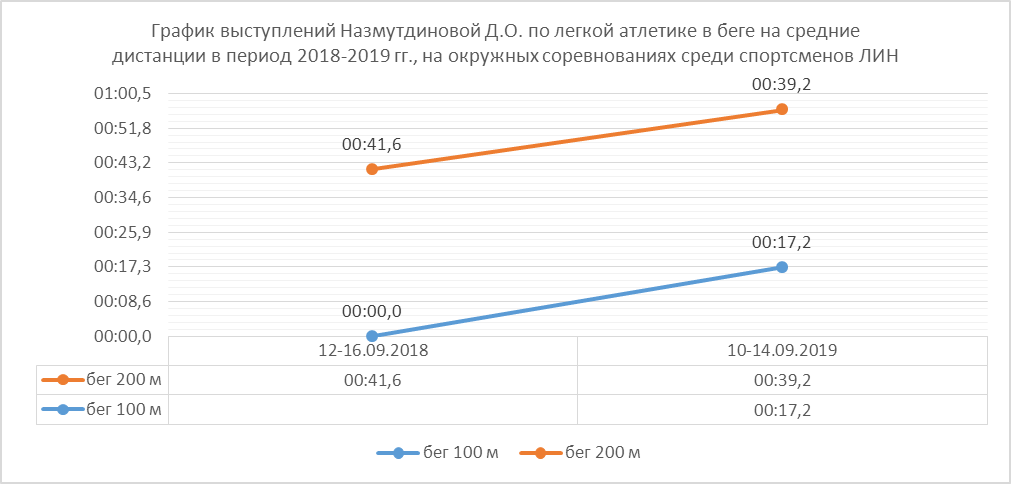 График выступлений Назмутдиновой Д.О. по легкой атлетике в беге на средние
дистанции в период 2018-2019 гг., на окружных соревнованиях среди спортсменов ЛИН
01:00,5
00:51,8
00:43,2
00:34,6
00:25,9
00:17,3
00:08,6
00:00,0
00:41,6
00:39,2
00:00,0
00:17,2
12-16.09.2018 10-14.09.2019
бег 200 м 00:41,6 00:39,2
бег 100 м 00:17,2
бег 100 м бег 200 м